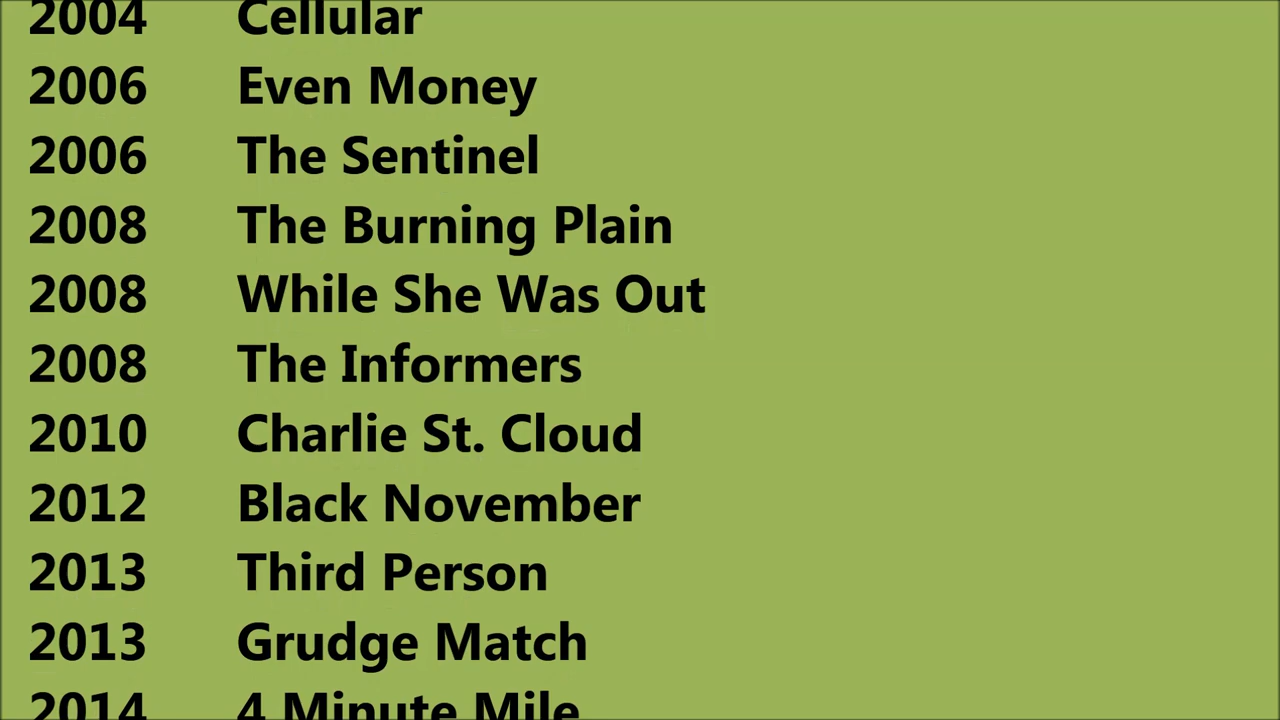 2004 Cellular
2006 Even Money
2006 The Sentinel
2008 The Burning Plain
2008 While She Was Out
2008 The Informers
2010 Charlie St. Cloud
2012 Black November
2013 Third Person
2013 Grudge Match
2014 4 Minute Mile